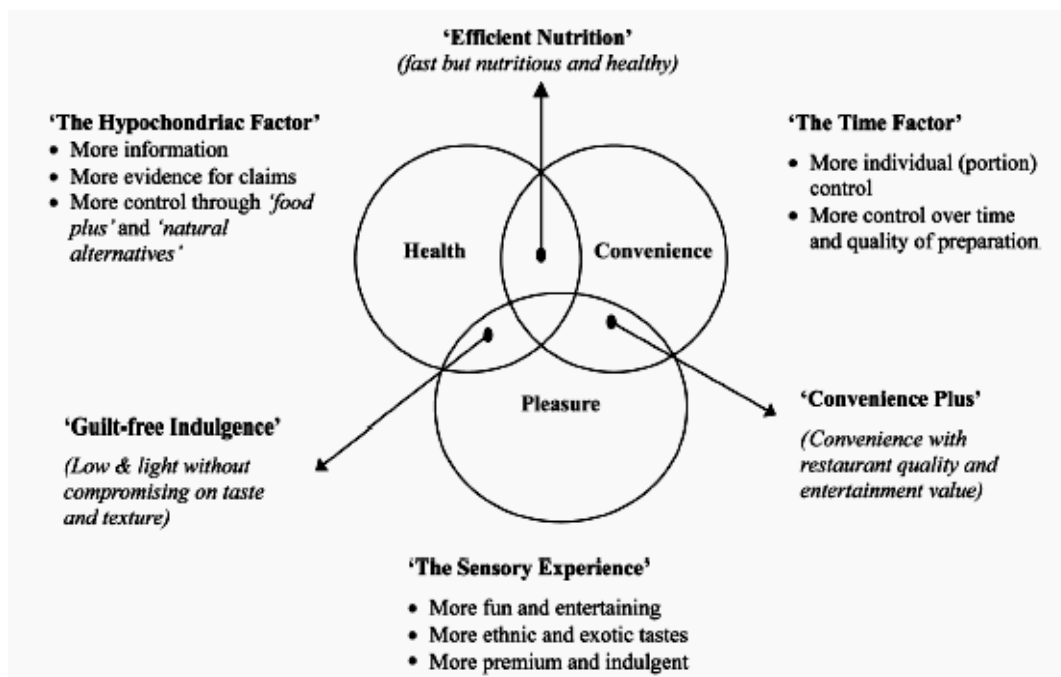 ‘Efficient Nutrition’
(fast but nutritious and healthy)
‘The Hypochondriac Factor’
• More information
• More evidence for claims
• More control through ‘food
plus’ and ‘natural
alternatives’
‘The Time Factor’
• More individual (portion)
control
• More control over time
and quality of preparation
Health
Convenience
Pleasure
‘Guilt-free Indulgence’
(Low & light without
compromising on taste
and texture)
‘Convenience Plus’
(Convenience with
restaurant quality and
entertainment value)
‘The Sensory Experience’
• More fun and entertaining
• More ethnic and exotic tastes
• More premium and indulgent